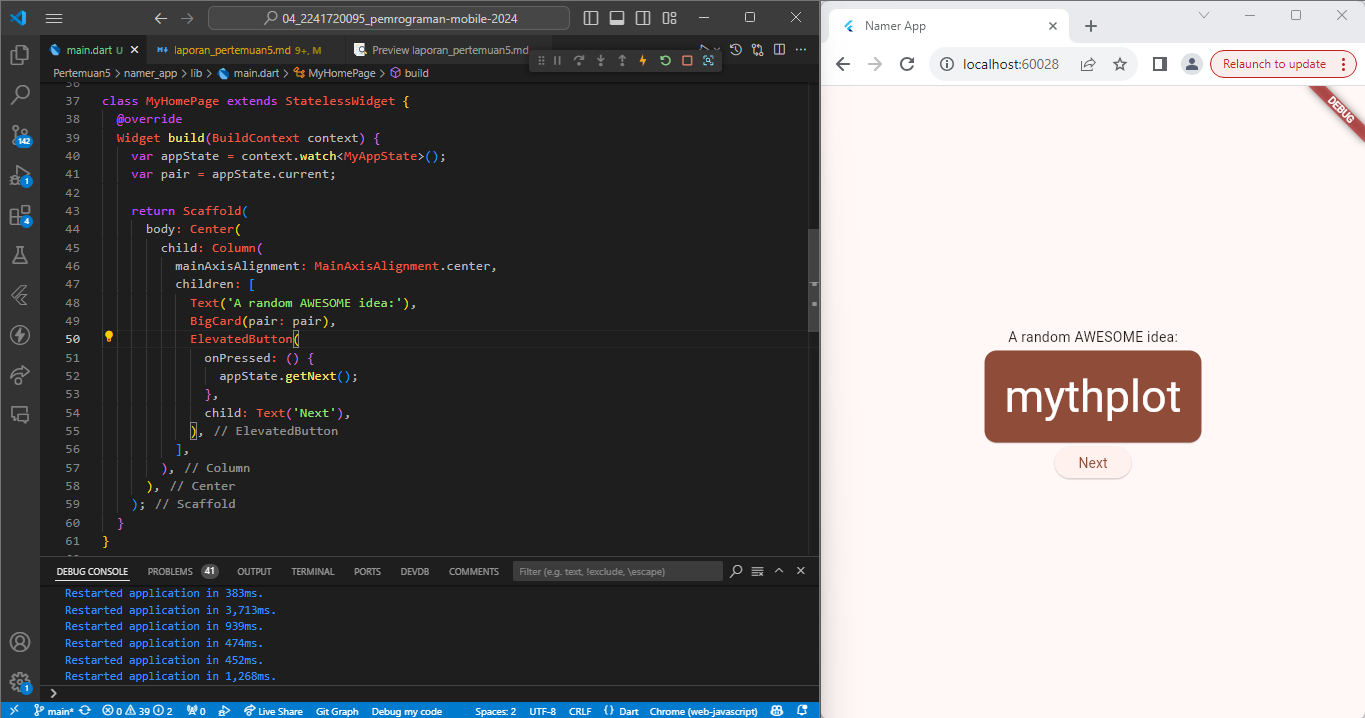 04_2241720095_pemrograman-mobile-2024
main.dart U
laporan_pertemuan5.md 9+, M
Preview laporan_pertemuan5.md
Pertemuan5 > namer_app > lib > main.dart > MyHomePage > build
36
37 class MyHomePage extends StatelessWidget {
38 @override
39 Widget build(BuildContext context) {
40 var appState = context.watch<MyAppState>();
41 var pair = appState.current;
42
43 return Scaffold(
44 body: Center(
45 child: Column(
46 mainAxisAlignment: MainAxisAlignment.center,
47 children: [
48 Text('A random AWESOME idea:'),
49 BigCard(pair: pair),
50 ElevatedButton(
51 onPressed: () {
52 appState.getNext();
53 },
54 child: Text('Next'),
55 ), // ElevatedButton
56 ],
57 ), // Column
58 ), // Center
59 ); // Scaffold
60 }
61 }
142
1
4
1
DEBUG CONSOLE
PROBLEMS 41
OUTPUT
TERMINAL
PORTS
DEVDB
COMMENTS
Filter (e.g. text, !exclude, \escape)
Restarted application in 383ms.
Restarted application in 3,713ms.
Restarted application in 939ms.
Restarted application in 474ms.
Restarted application in 452ms.
Restarted application in 1,268ms.
>
main* 0 39 2 0 Live Share Git Graph Debug my code Spaces: 2 UTF-8 CRLF {} Dart Chrome (web-javascript)
Namer App
localhost:60028
Relaunch to update
DEBUG
A random AWESOME idea:
mythplot
Next